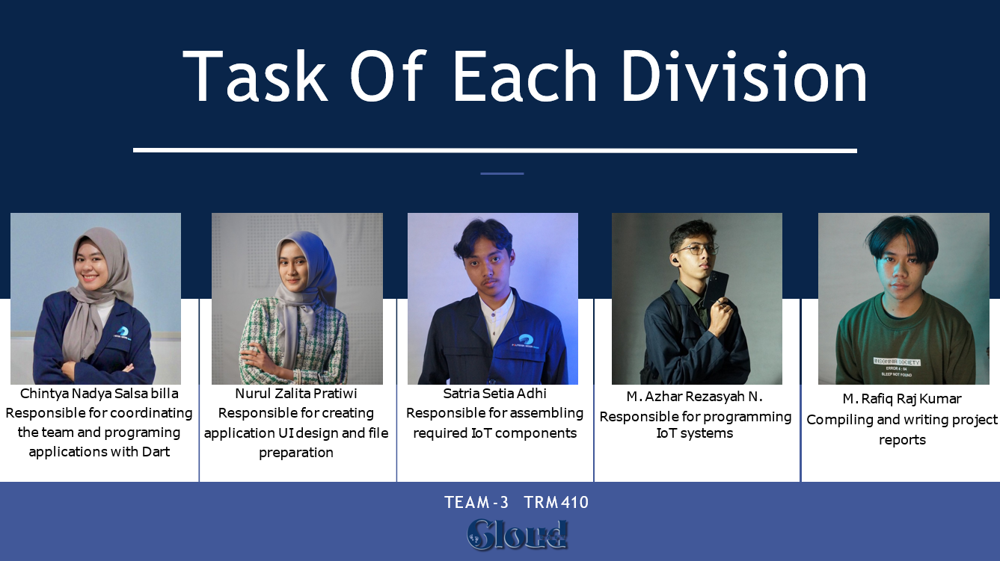 Task Of Each Division
Chintya Nadya Salsa billa
Responsible for coordinating
the team and programing
applications with Dart
Nurul Zalita Pratiwi
Responsible for creating
application UI design and file
preparation
Satria Setia Adhi
Responsible for assembling
required IoT components
M. Azhar Rezasyah N.
Responsible for programming
IoT systems
INSOMNIA SOCIETY
ERROR 4 : 04
SLEEP NOT FOUND
M. Rafiq Raj Kumar
Compiling and writing project
reports
TEAM-3 TRM410
Cloud